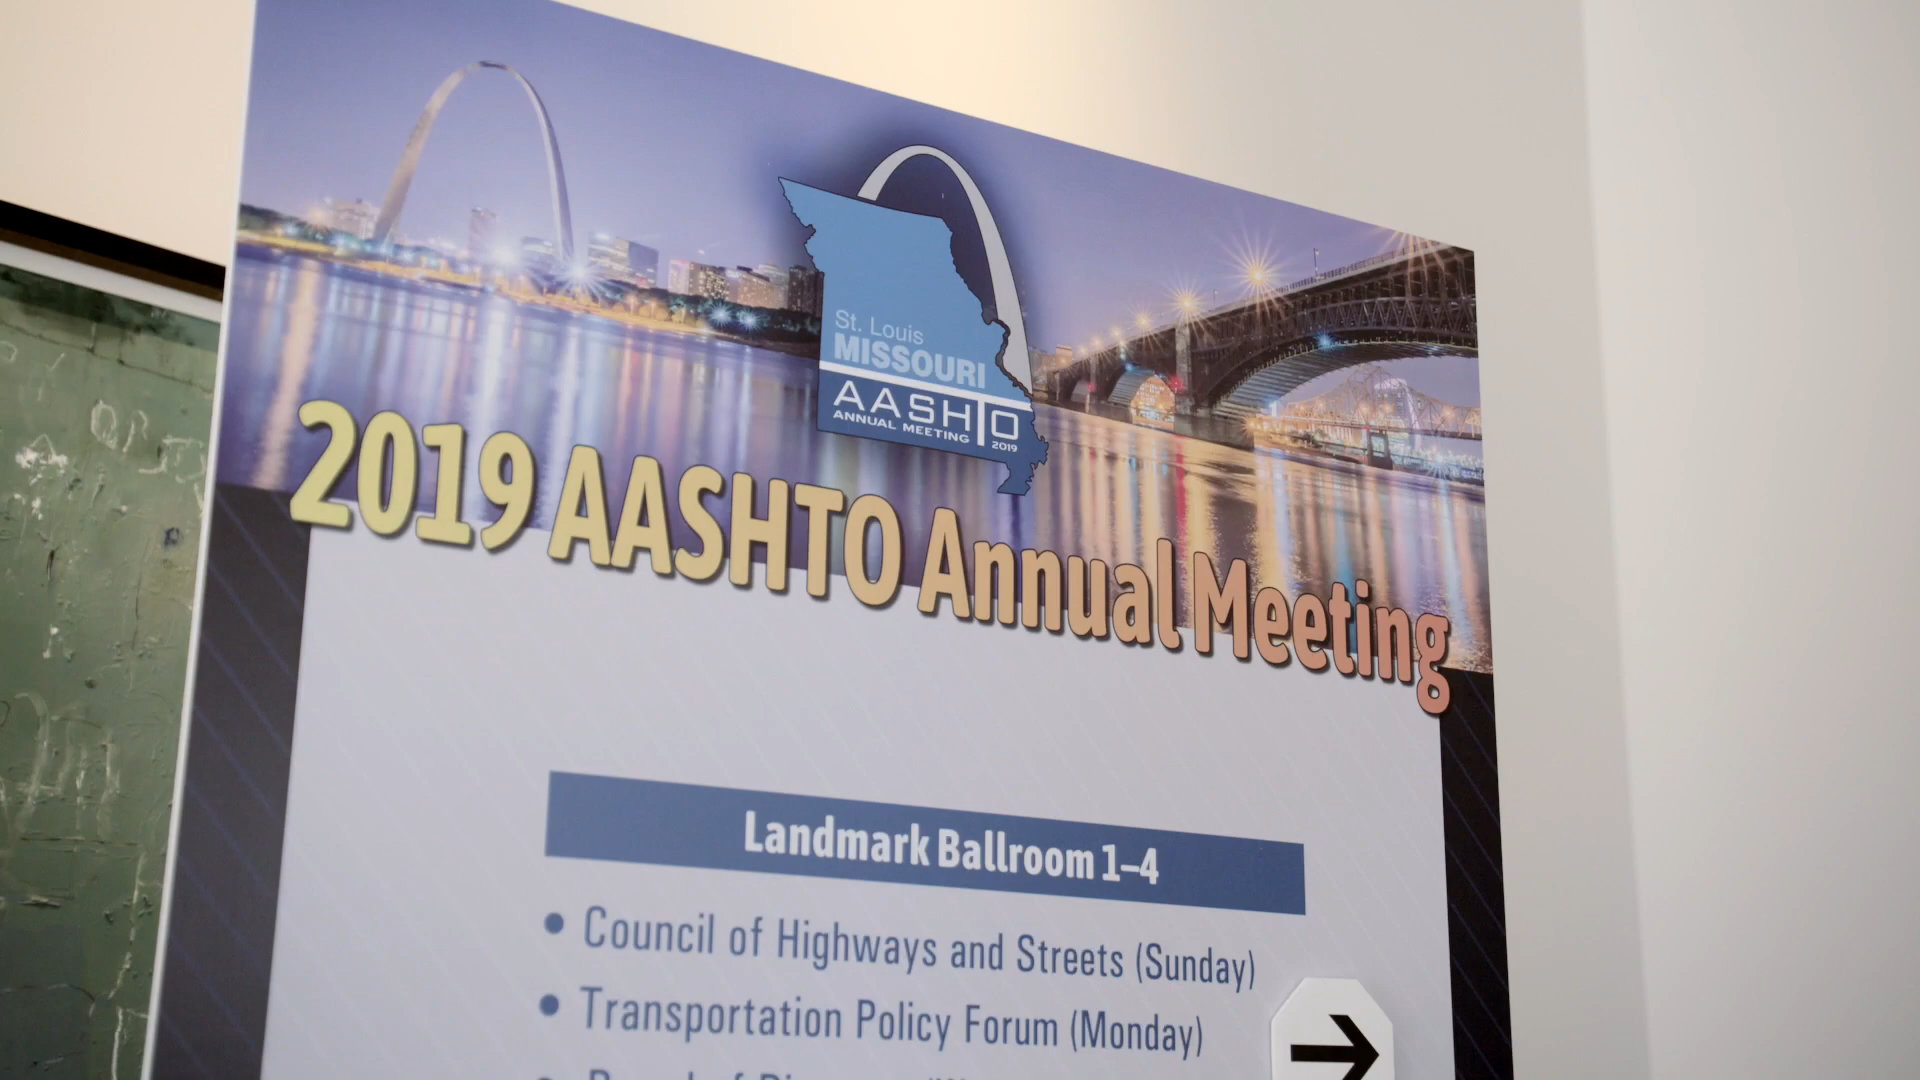 St. Louis
MISSOURI
AASHTO
ANNUAL MEETING 2019
2019 AASHTO Annual Meeting
Landmark Ballroom 1–4
• Council of Highways and Streets (Sunday)
• Transportation Policy Forum (Monday)